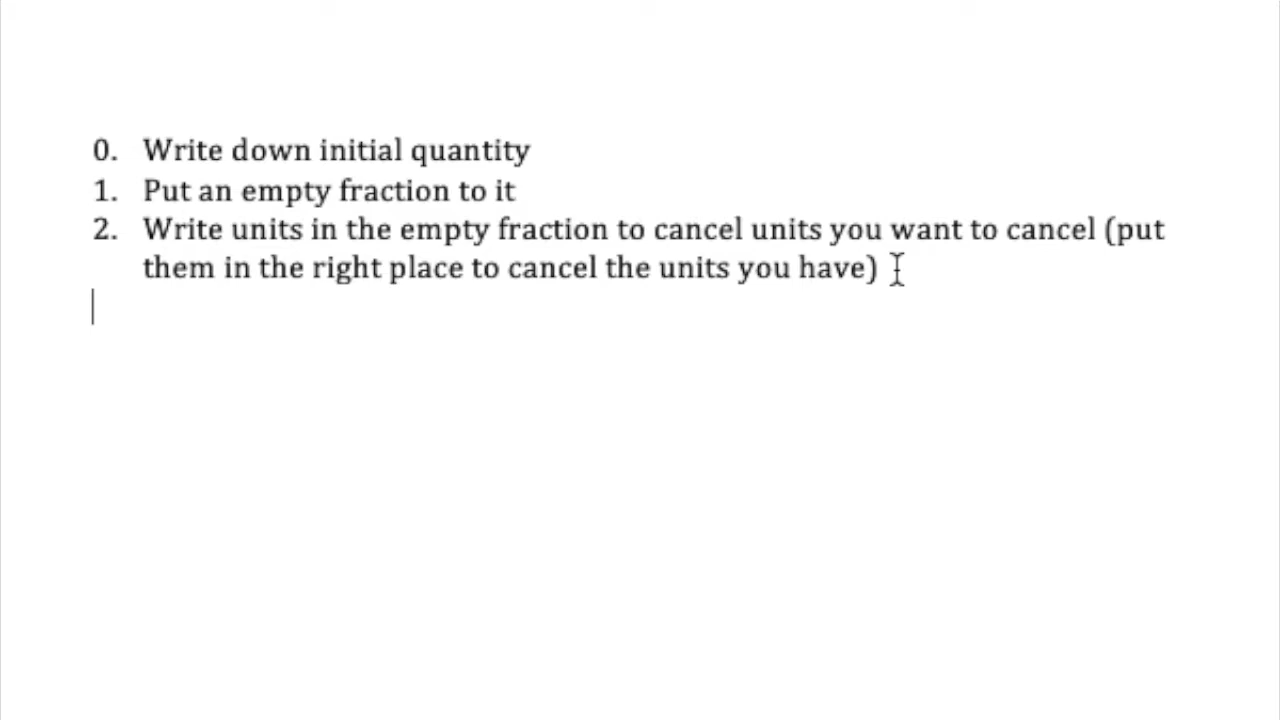 0. Write down initial quantity
1. Put an empty fraction to it
2. Write units in the empty fraction to cancel units you want to cancel (put
them in the right place to cancel the units you have)